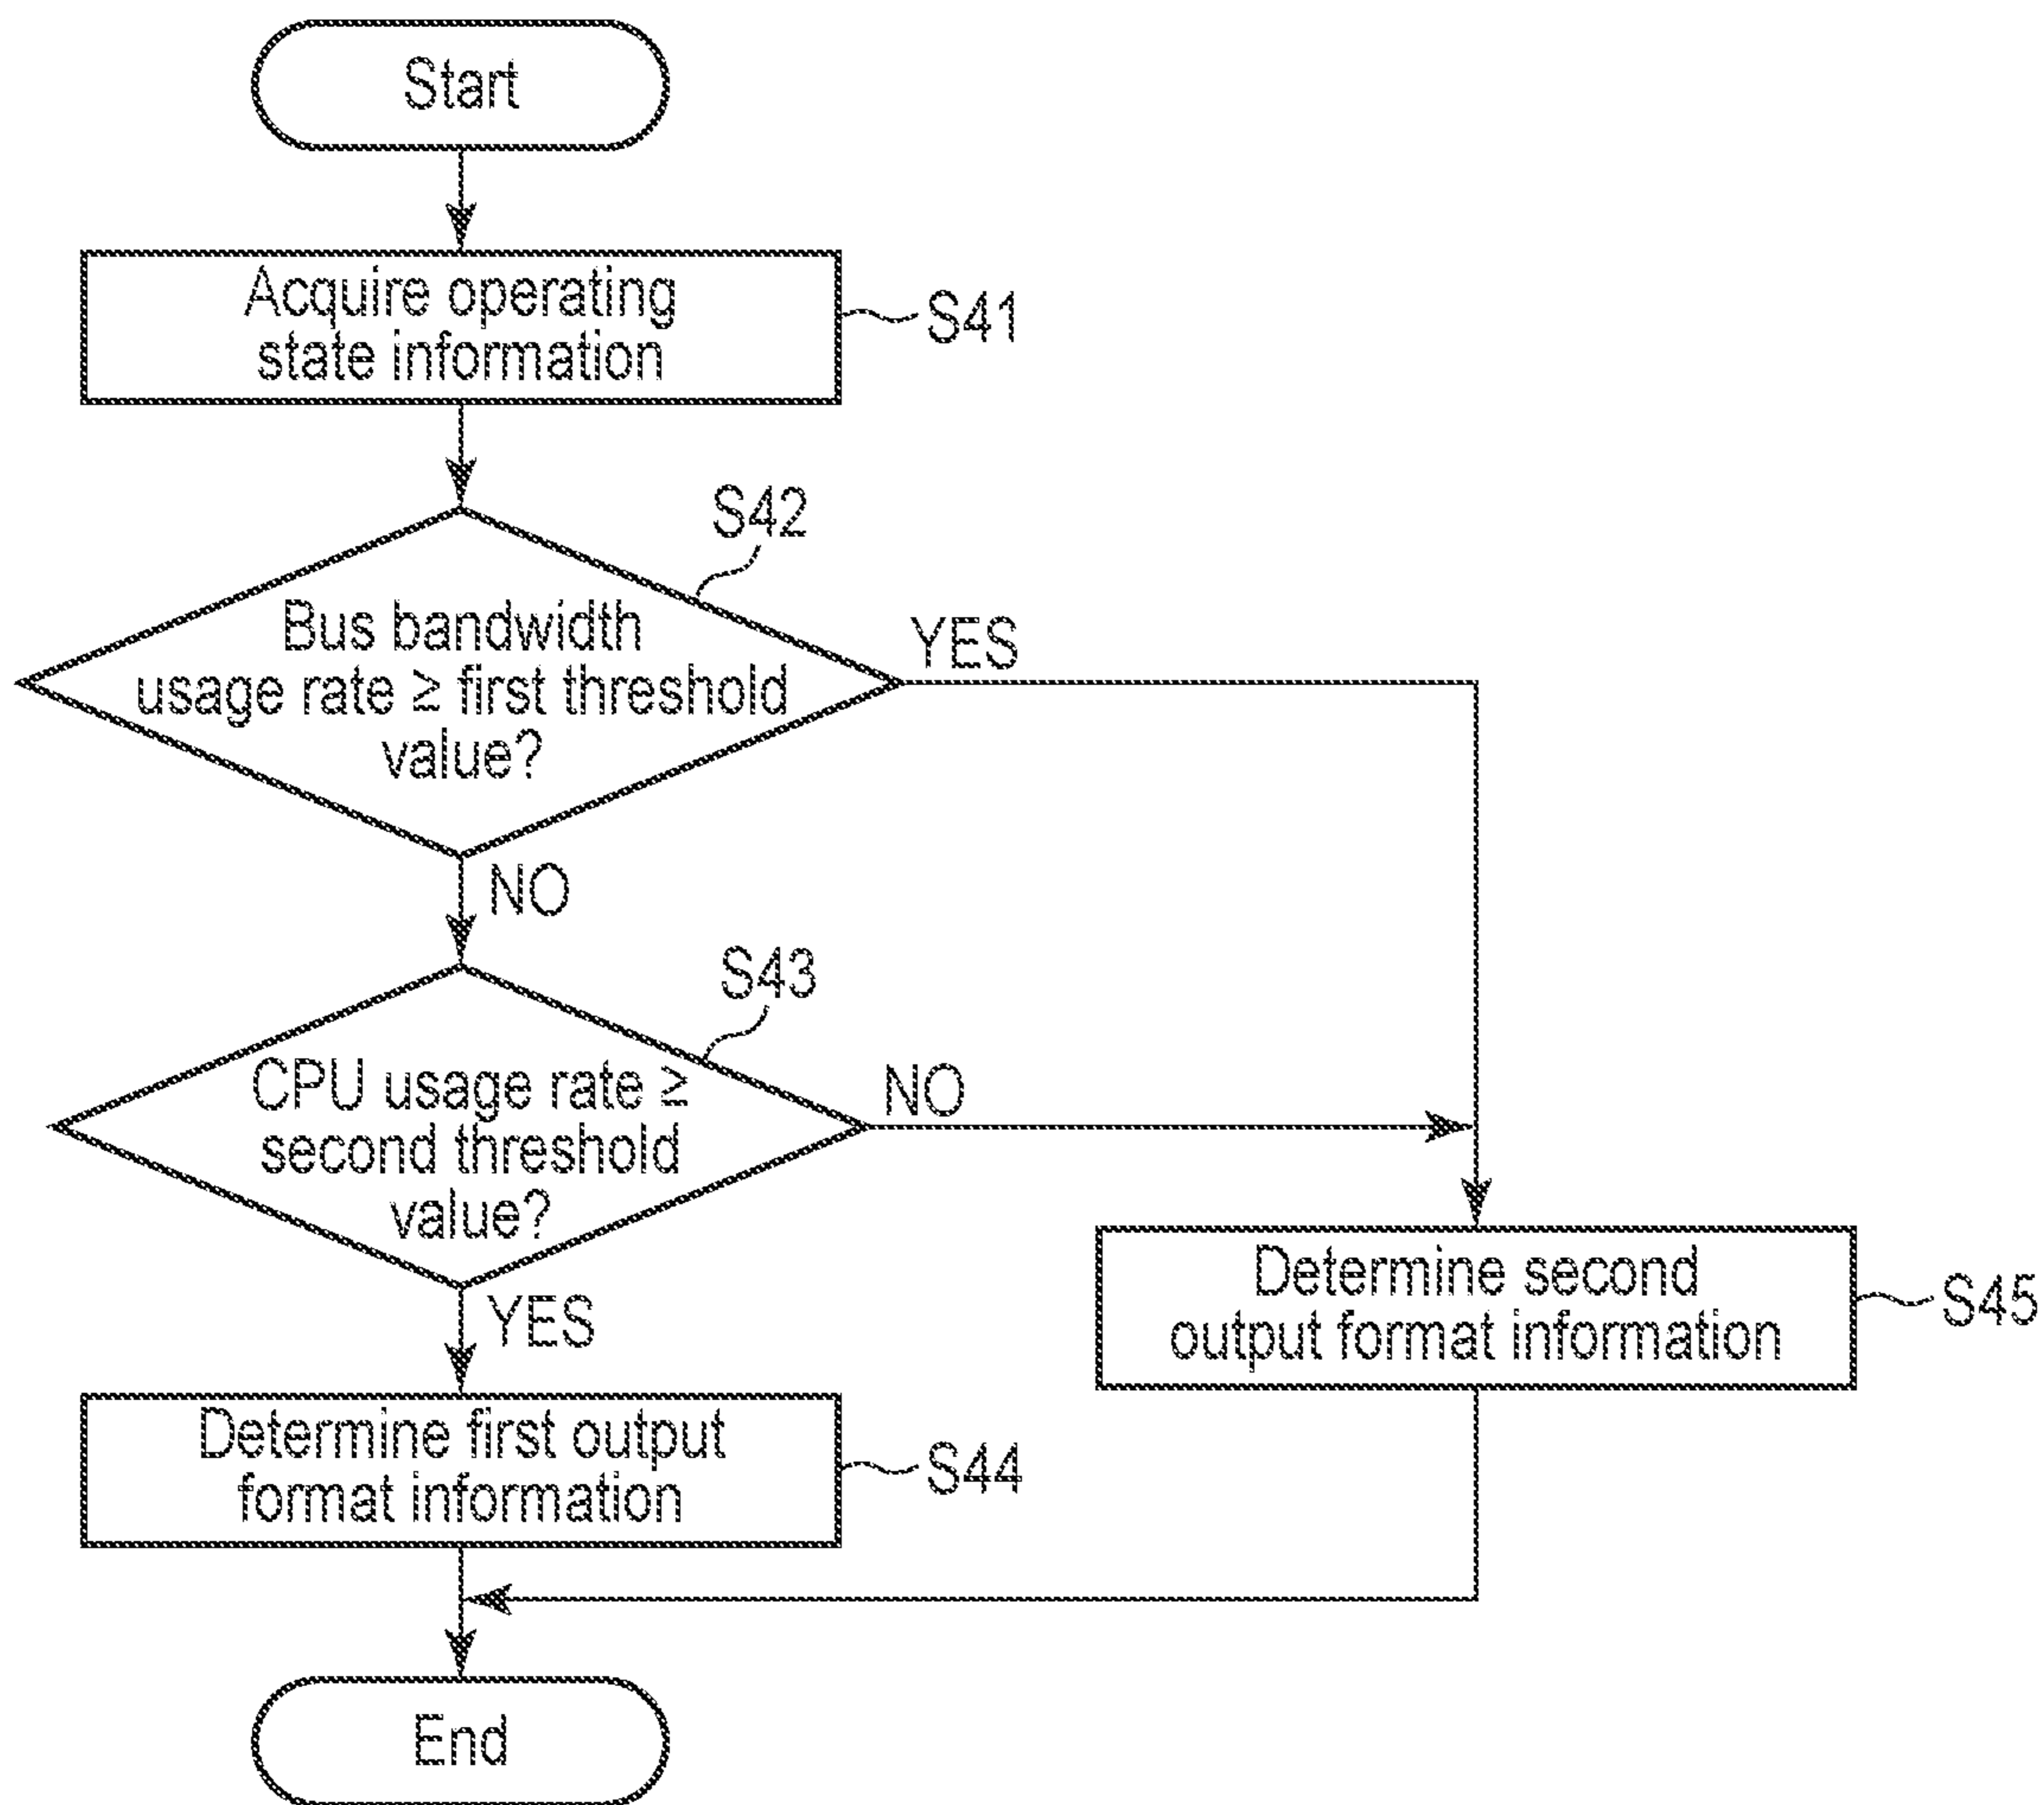 Start
Acquire operating
state information
S41
S42
Bus bandwidth
usage rate ≥ first threshold
value?
YES
NO
S43
CPU usage rate ≥
second threshold
value?
NO
YES
Determine second
output format information
S45
Determine first output
format information
S44
End